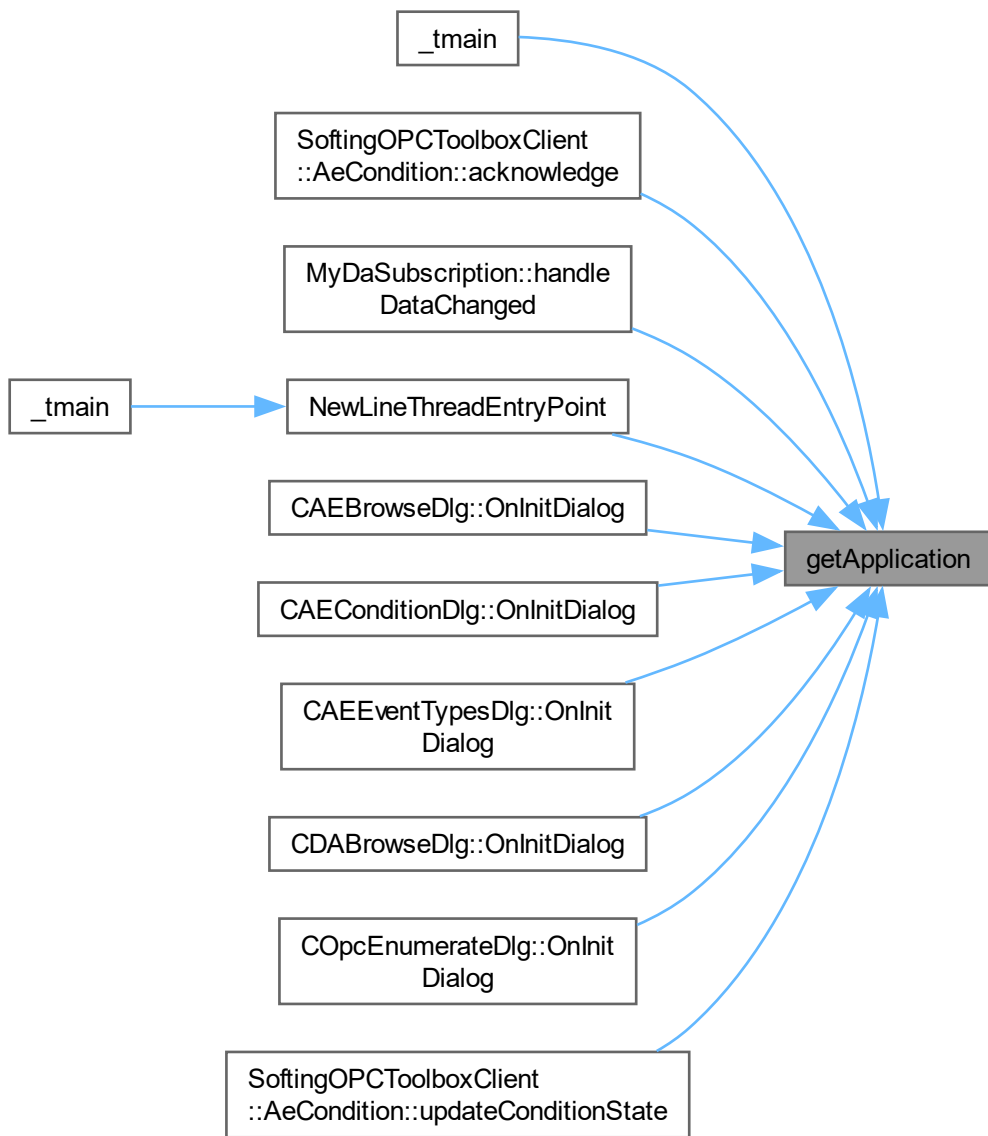 _tmain
SoftingOPCToolboxClient
::AeCondition::acknowledge
MyDaSubscription::handle
DataChanged
_tmain
NewLineThreadEntryPoint
CAEBrowseDlg::OnInitDialog
getApplication
CAEConditionDlg::OnInitDialog
CAEEventTypesDlg::OnInit
Dialog
CDABrowseDlg::OnInitDialog
COpcEnumerateDlg::OnInit
Dialog
SoftingOPCToolboxClient
::AeCondition::updateConditionState